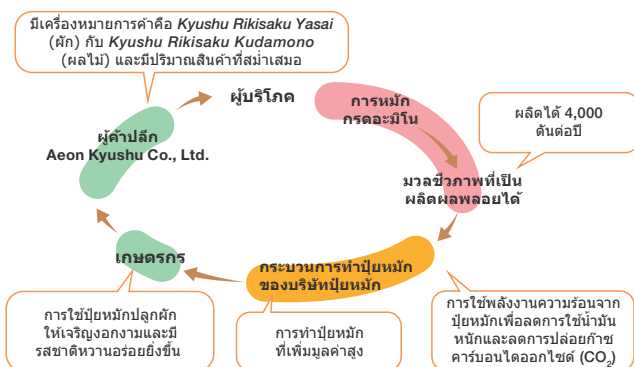 มีเครื่องหมายการค้าคือ Kyushu Rikisaku Yasai
(ผัก) กับ Kyushu Rikisaku Kudamono
(ผลไม้) และมีปริมาณสินค้าที่สม่ำเสมอ
ผู้บริโภค
การหมัก
กรดอะมิโน
ผลิตได้ 4,000
ตันต่อปี
มวลชีวภาพที่เป็น
ผลิตผลพลอยได้
กระบวนการทำปุ๋ยหมัก
ของบริษัทปุ๋ยหมัก
การใช้พลังงานความร้อนจาก
ปุ๋ยหมักเพื่อลดการใช้น้ำมัน
หนักและลดการปล่อยก๊าซ
คาร์บอนไดออกไซด์ (CO2)
การทำปุ๋ยหมัก
ที่เพิ่มมูลค่าสูง
เกษตรกร
การใช้ปุ๋ยหมักปลูกผัก
ให้เจริญงอกงามและมี
รสชาติหวานอร่อยยิ่งขึ้น
ผู้ค้าปลีก
Aeon Kyushu Co., Ltd.